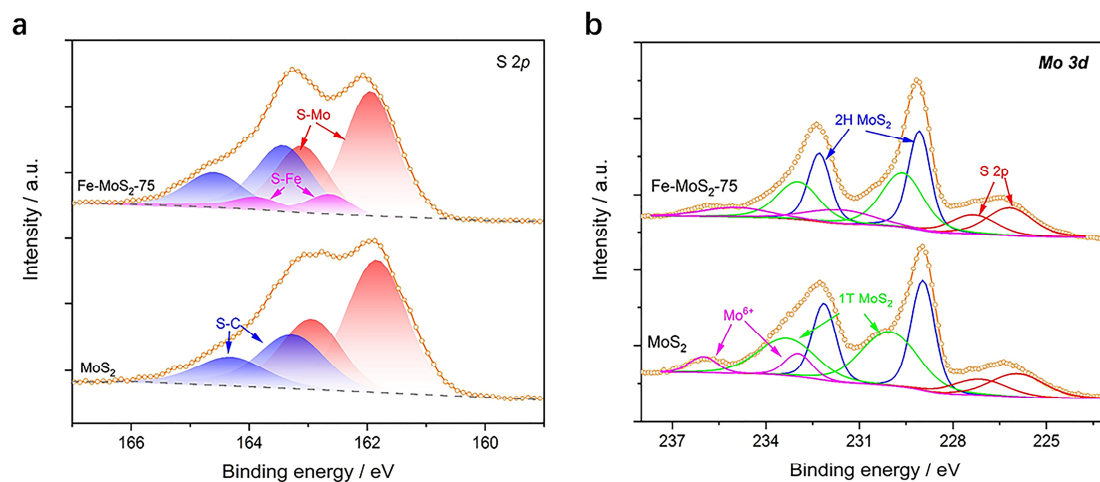 a
S 2p
S-Mo
S-Fe
Fe-MoS₂-75
S-C
MoS₂
Intensity / a.u.
166
164
162
160
Binding energy / eV
b
Mo 3d
2H MoS₂
S 2p
Fe-MoS₂-75
Mo⁶⁺
1T MoS₂
MoS₂
Intensity / a.u.
237
234
231
228
225
Binding energy / eV